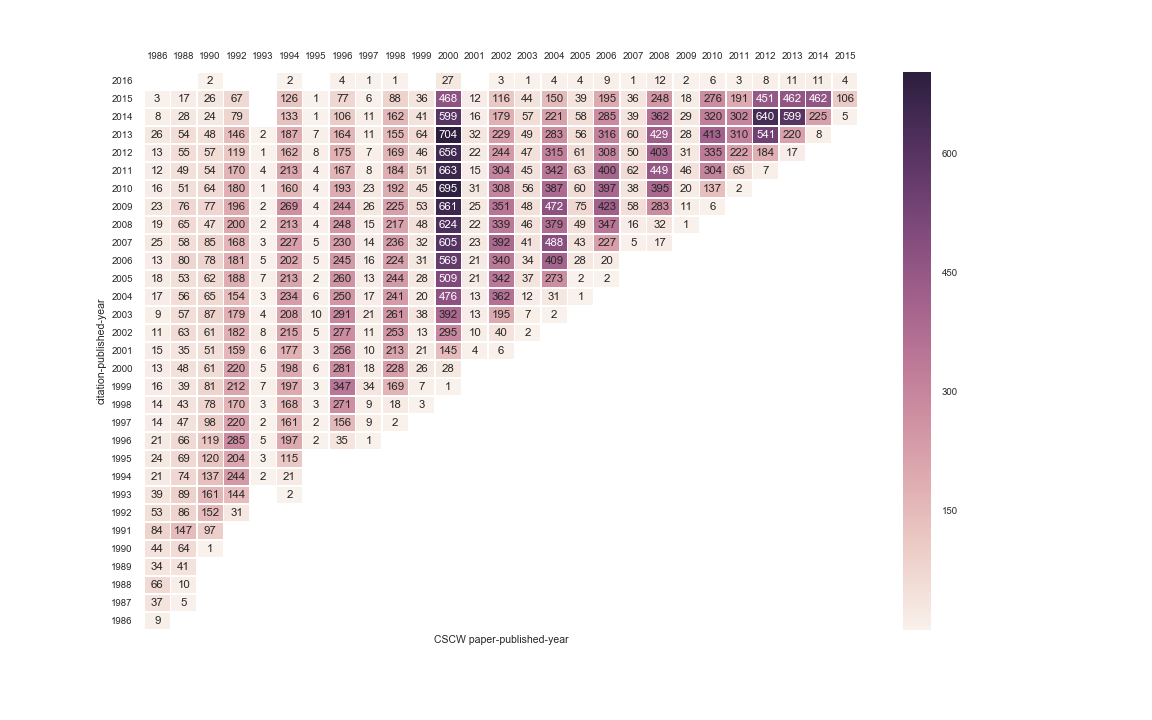 1986 1988 1990 1992 1993 1994 1995 1996 1997 1998 1999 2000 2001 2002 2003 2004 2005 2006 2007 2008 2009 2010 2011 2012 2013 2014 2015
2016 2 2 4 1 1 27 3 1 4 4 9 1 12 2 6 3 8 11 11 4
2015 3 17 26 67 126 1 77 6 88 36 468 12 116 44 150 39 195 36 248 18 276 191 451 462 462 106
2014 8 28 24 79 133 1 106 11 162 41 599 16 179 57 221 58 285 39 362 29 320 302 640 599 225 5
2013 26 54 48 146 2 187 7 164 11 155 64 704 32 229 49 283 56 316 60 429 28 413 310 541 220 8
2012 13 55 57 119 1 162 8 175 7 169 46 656 22 244 47 315 61 308 50 403 31 335 222 184 17
2011 12 49 54 170 4 213 4 167 8 184 51 663 15 304 45 342 63 400 62 449 46 304 65 7
2010 16 51 64 180 1 160 4 193 23 192 45 695 31 308 56 387 60 397 38 395 20 137 2
2009 23 76 77 196 2 269 4 244 26 225 53 661 25 351 48 472 75 423 58 283 11 6
2008 19 65 47 200 2 213 4 248 15 217 48 624 22 339 46 379 49 347 16 32 1
2007 25 58 85 168 3 227 5 230 14 236 32 605 23 392 41 488 43 227 5 17
2006 13 80 78 181 5 202 5 245 16 224 31 569 21 340 34 409 28 20
2005 18 53 62 188 7 213 2 260 13 244 28 509 21 342 37 273 2 2
2004 17 56 65 154 3 234 6 250 17 241 20 476 13 362 12 31 1
2003 9 57 87 179 4 208 10 291 21 261 38 392 13 195 7 2
2002 11 63 61 182 8 215 5 277 11 253 13 295 10 40 2
2001 15 35 51 159 6 177 3 256 10 213 21 145 4 6
2000 13 48 61 220 5 198 6 281 18 228 26 28
1999 16 39 81 212 7 197 3 347 34 169 7 1
1998 14 43 78 170 3 168 3 271 9 18 3
1997 14 47 98 220 2 161 2 156 9 2
1996 21 66 119 285 5 197 2 35 1
1995 24 69 120 204 3 115
1994 21 74 137 244 2 21
1993 39 89 161 144 2
1992 53 86 152 31
1991 84 147 97
1990 44 64 1
1989 34 41
1988 66 10
1987 37 5
1986 9
citation-published-year
CSCW paper-published-year
600
450
300
150